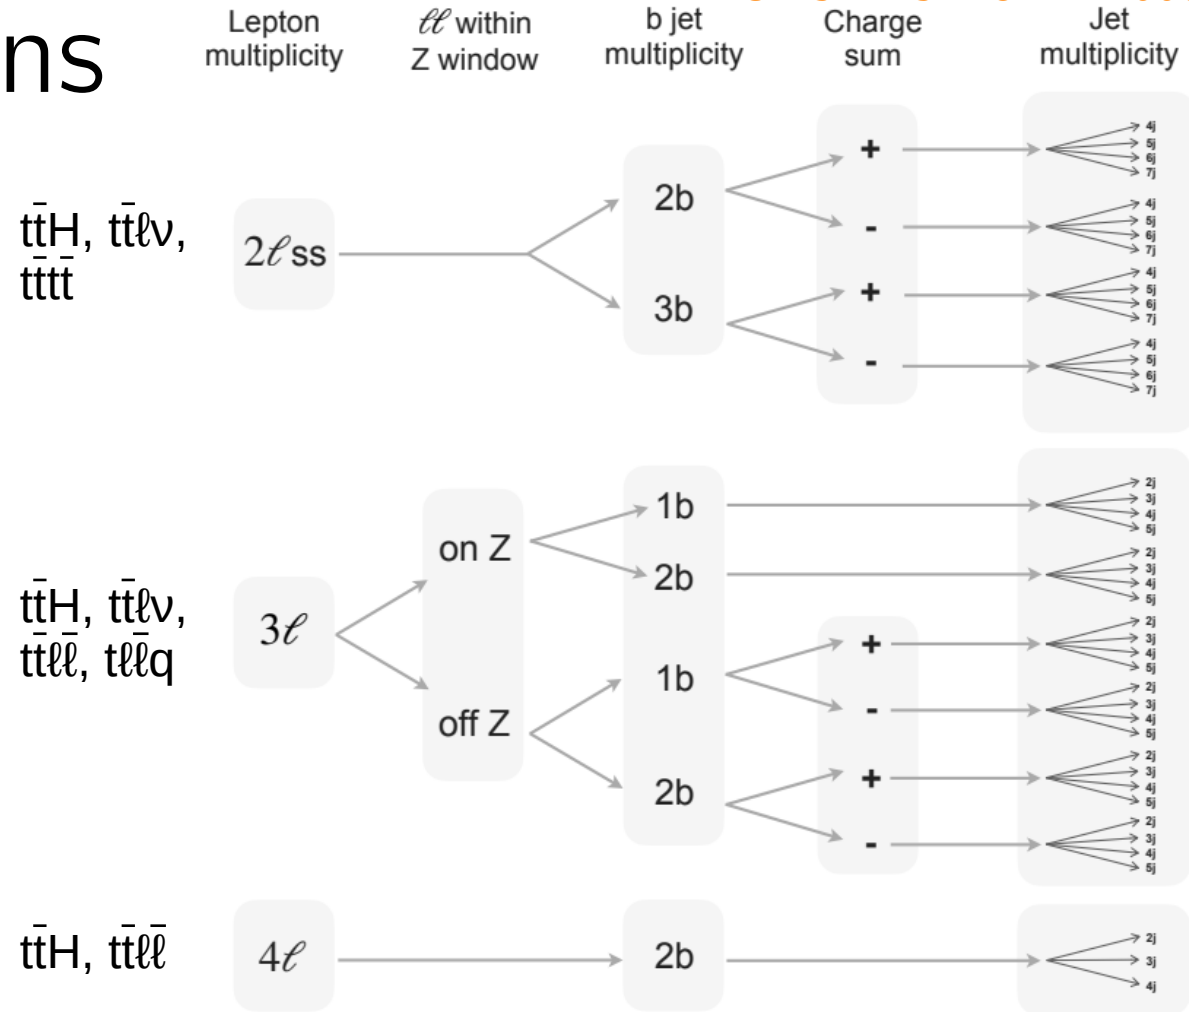 ns
Lepton
multiplicity
ℓℓ within
Z window
b jet
multiplicity
Charge
sum
Jet
multiplicity
tt̄H, tt̄ℓν,
tt̄tt̄
2ℓ ss
2b
3b
+
-
+
-
4j
5j
6j
7j
4j
5j
6j
7j
4j
5j
6j
7j
4j
5j
6j
7j
tt̄H, tt̄ℓν,
tt̄ℓℓ̄, tℓℓ̄q
3ℓ
on Z
off Z
1b
2b
1b
2b
+
-
+
-
2j
3j
4j
5j
2j
3j
4j
5j
2j
3j
4j
5j
2j
3j
4j
5j
2j
3j
4j
5j
2j
3j
4j
5j
tt̄H, tt̄ℓℓ̄
4ℓ
2b
2j
3j
4j